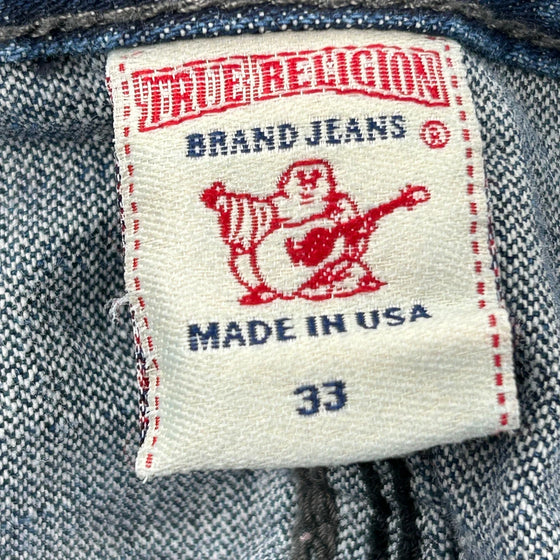 TRUE RELIGION
BRAND JEANS ®
MADE IN USA
33